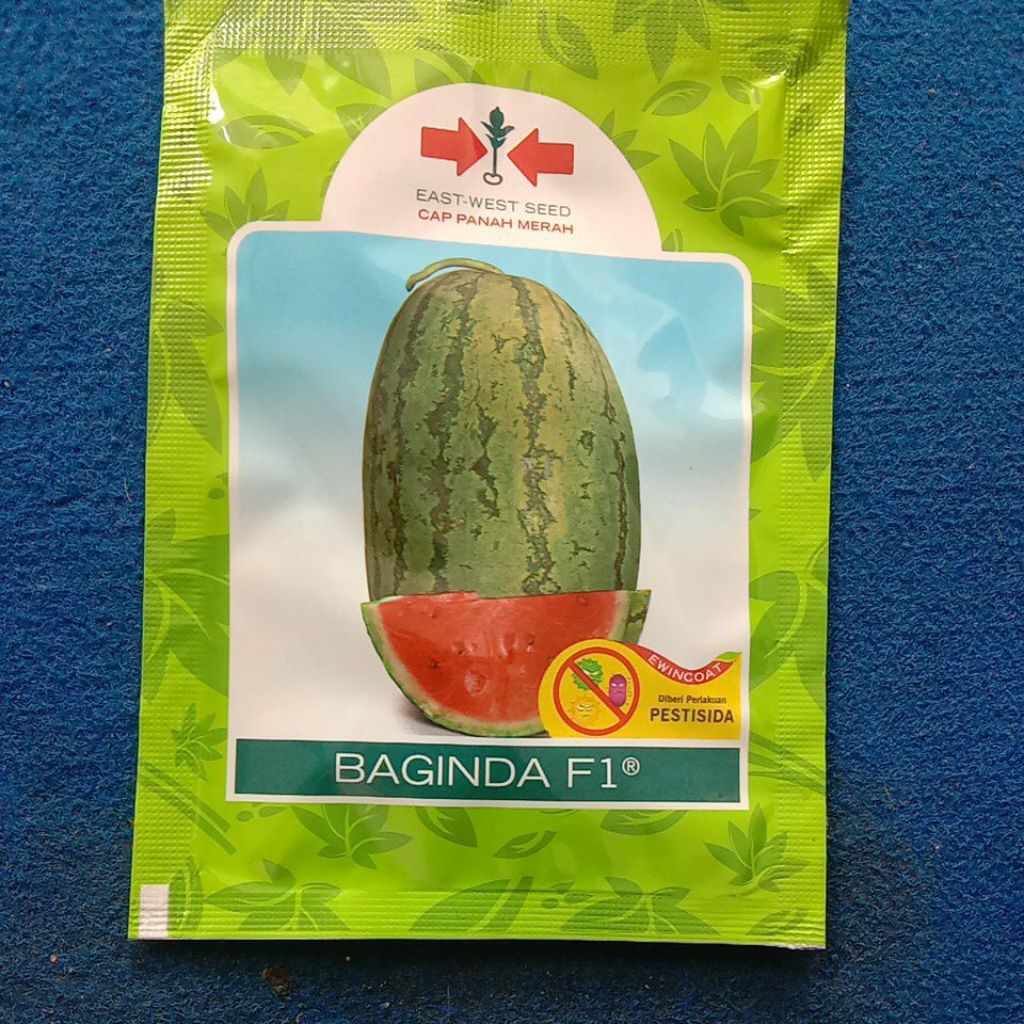 EAST-WEST SEED
CAP PANAH MERAH
EWINCOAT
Diberi Perlakuan
PESTISIDA
BAGINDA F1®